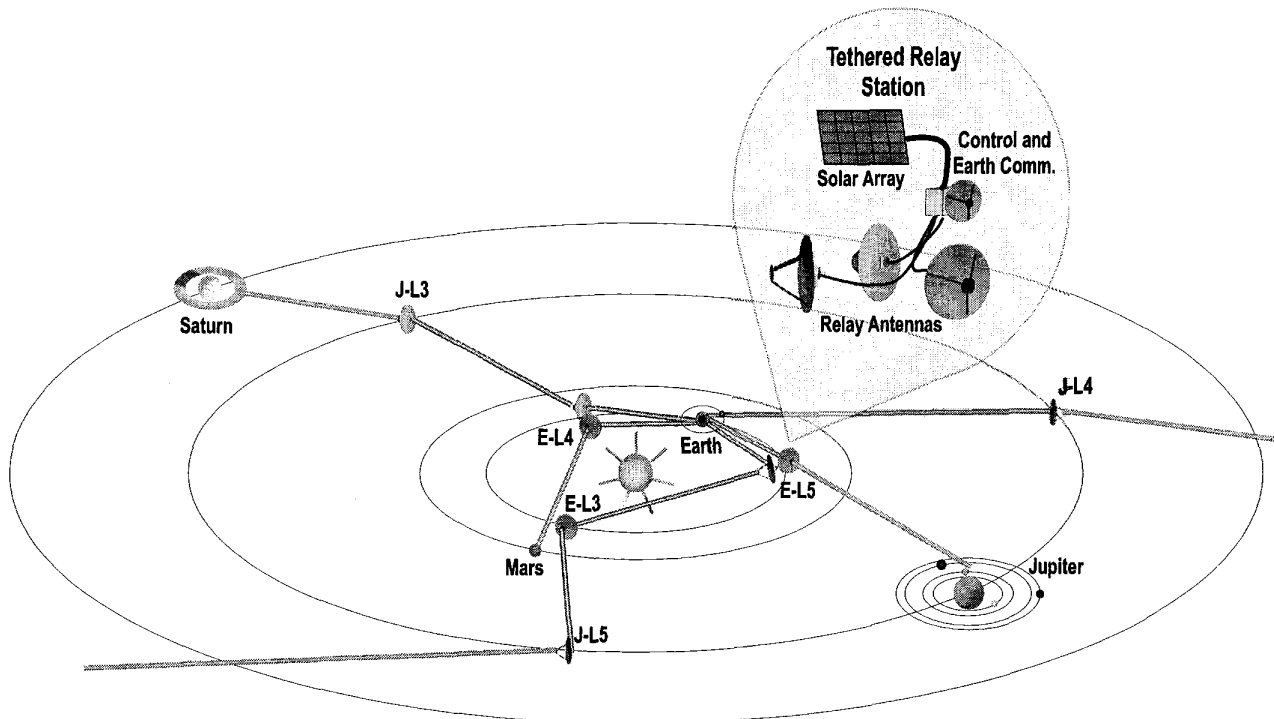 Tethered Relay
Station
Control and
Earth Comm.
Solar Array
Relay Antennas
J-L3
Saturn
J-L4
E-L4
Earth
E-L5
E-L3
Mars
Jupiter
J-L5